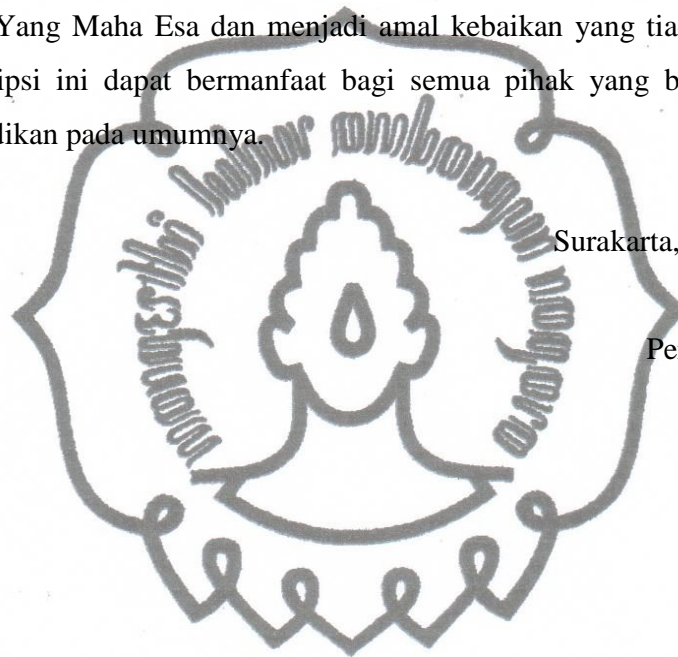 Yang Maha Esa dan menjadi amal kebaikan yang tia
ipsi ini dapat bermanfaat bagi semua pihak yang b
dikan pada umumnya.
Surakarta,
Pe